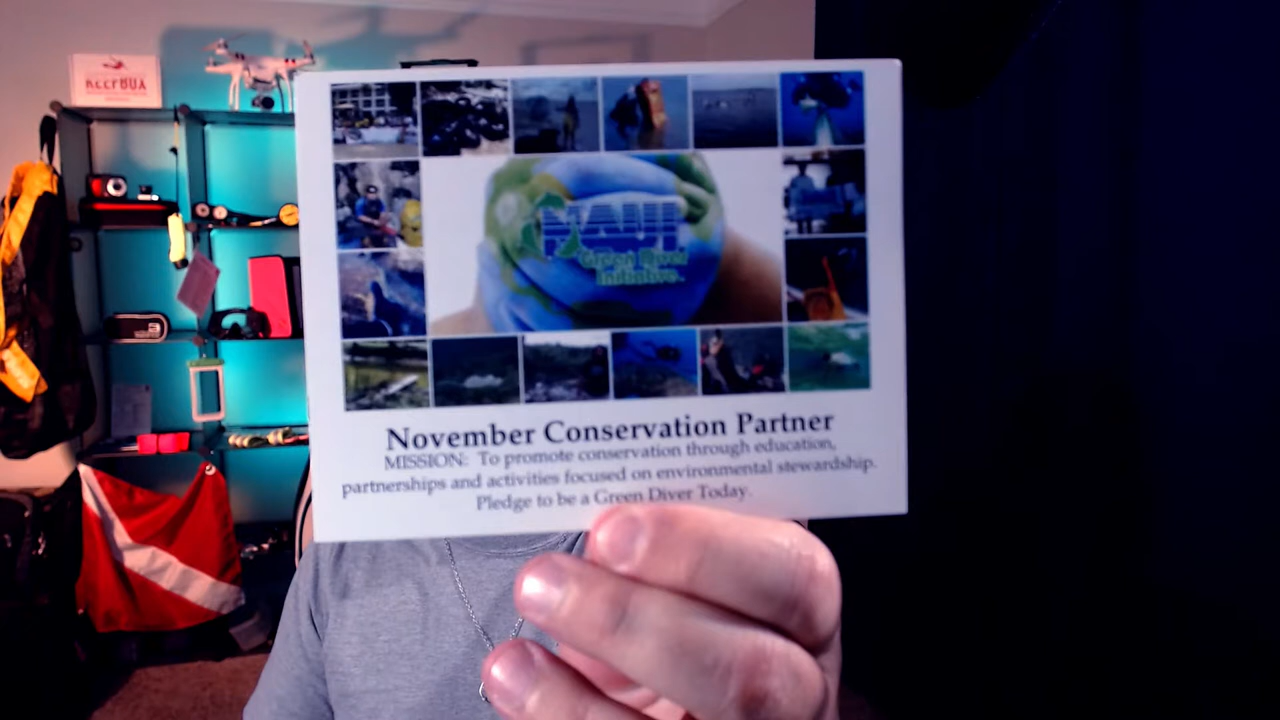 REEFBUX
NAUI
Green Diver
Initiative
November Conservation Partner
MISSION: To promote conservation through education,
partnerships and activities focused on environmental stewardship.
Pledge to be a Green Diver Today.